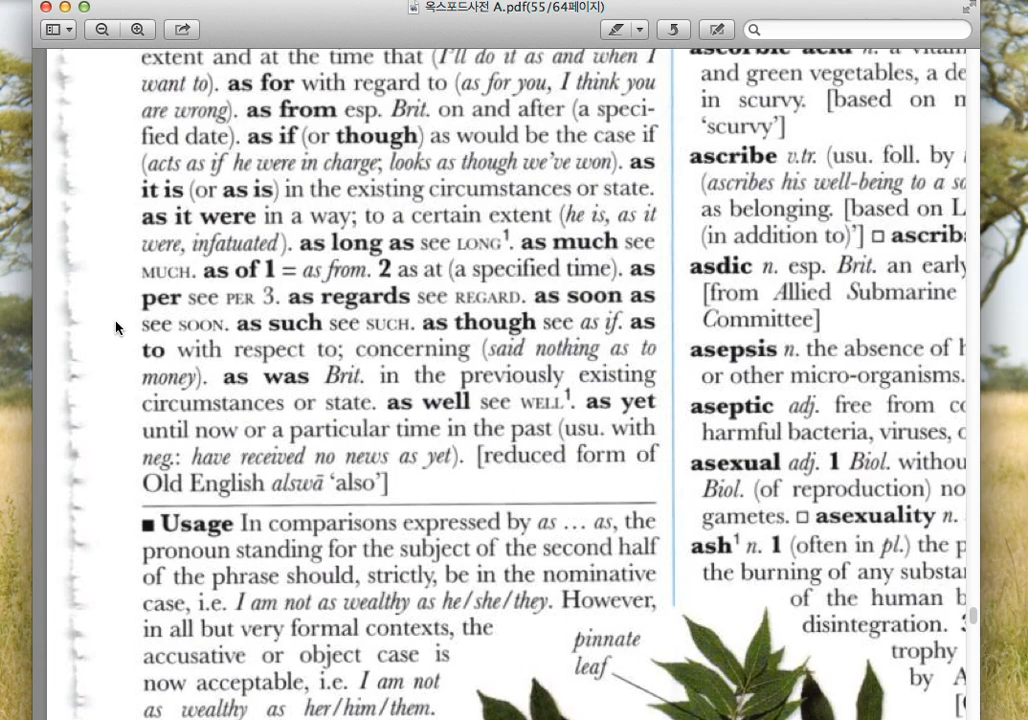 옥스포드사전 A.pdf(55/64페이지)
extent and at the time that (I'll do it as and when I
want to). as for with regard to (as for you, I think you
are wrong). as from esp. Brit. on and after (a speci-
fied date). as if (or though) as would be the case if
(acts as if he were in charge; looks as though we've won). as
it is (or as is) in the existing circumstances or state.
as it were in a way; to a certain extent (he is, as it
were, infatuated). as long as see LONG¹. as much see
MUCH. as of 1 = as from. 2 as at (a specified time). as
per see PER 3. as regards see REGARD. as soon as
see SOON. as such see SUCH. as though see as if. as
to with respect to; concerning (said nothing as to
money). as was Brit. in the previously existing
circumstances or state. as well see WELL¹. as yet
until now or a particular time in the past (usu. with
neg.: have received no news as yet). [reduced form of
Old English alswā 'also']
■ Usage In comparisons expressed by as ... as, the
pronoun standing for the subject of the second half
of the phrase should, strictly, be in the nominative
case, i.e. I am not as wealthy as he/she/they. However,
in all but very formal contexts, the
accusative or object case is
now acceptable, i.e. I am not
as wealthy as her/him/them.
pinnate
leaf
ascorbic acid n. a vitam
and green vegetables, a de
in scurvy. [based on
'scurvy']
ascribe v.tr. (usu. foll. by
(ascribes his well-being to a
as belonging. [based on L
(in addition to)'] □ ascrib
asdic n. esp. Brit. an early
[from Allied Submarine
Committee]
asepsis n. the absence of
or other micro-organisms.
aseptic adj. free from
harmful bacteria, viruses,
asexual adj. 1 Biol. withou
Biol. (of reproduction) no
gametes. □ asexuality n.
ash¹ n. 1 (often in pl.) the
the burning of any substa
of the human
disintegration.
trophy
by A